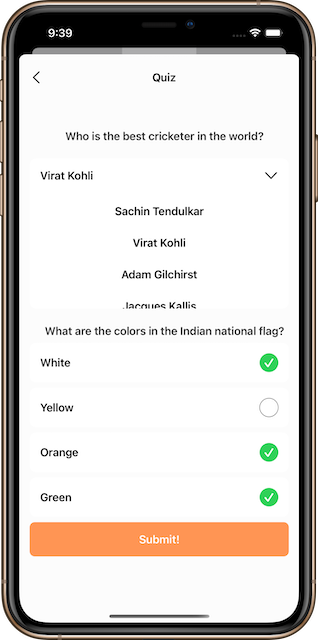 9:39
Quiz
Who is the best cricketer in the world?
Virat Kohli
Sachin Tendulkar
Virat Kohli
Adam Gilchirst
Jacques Kallis
What are the colors in the Indian national flag?
White
Yellow
Orange
Green
Submit!